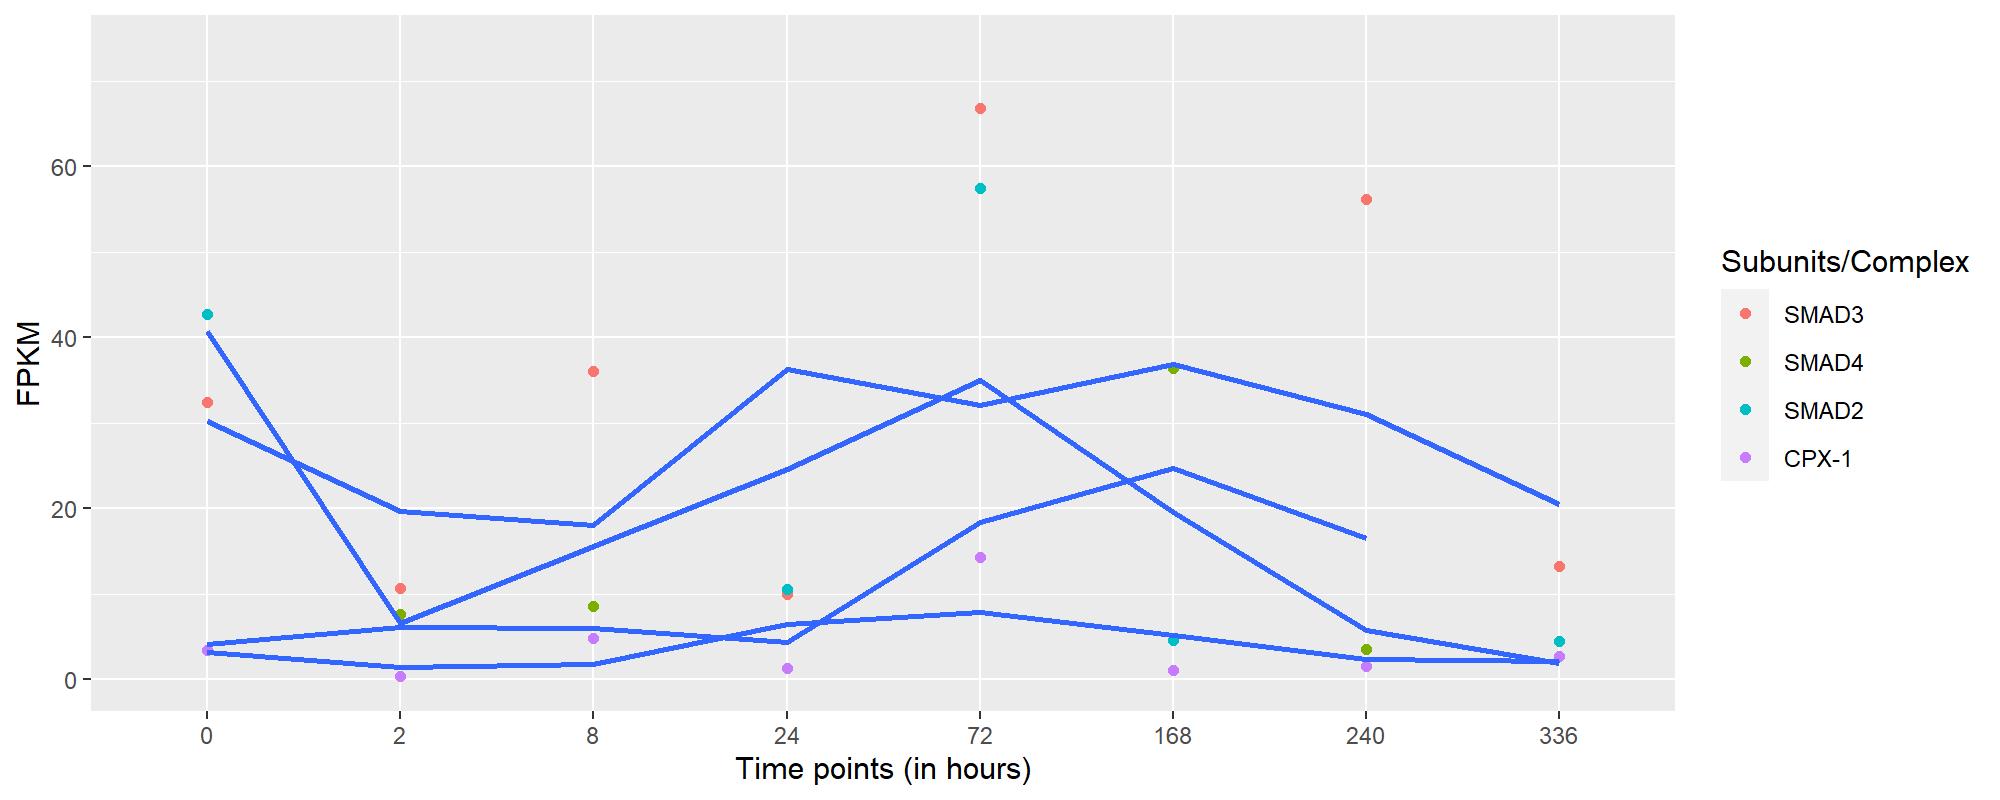 60
40
20
0
FPKM
0 2 8 24 72 168 240 336
Time points (in hours)
Subunits/Complex
SMAD3
SMAD4
SMAD2
CPX-1